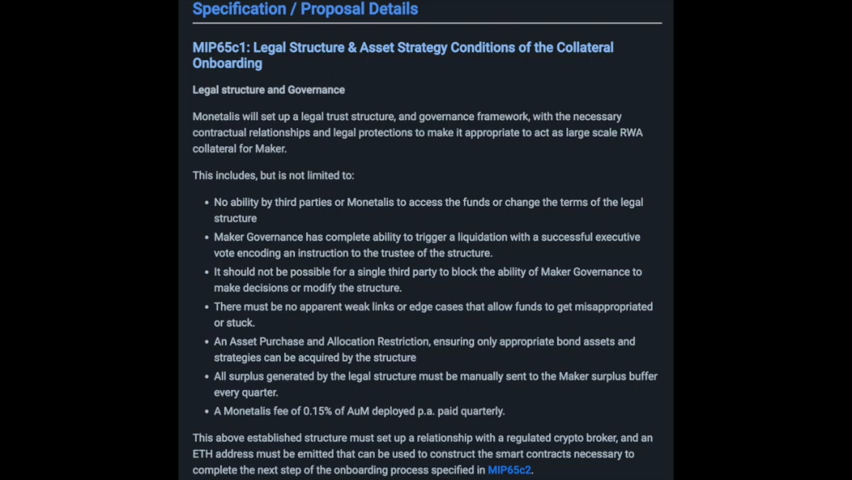 Specification / Proposal Details
MIP65c1: Legal Structure & Asset Strategy Conditions of the Collateral
Onboarding
Legal structure and Governance
Monetalis will set up a legal trust structure, and governance framework, with the necessary
contractual relationships and legal protections to make it appropriate to act as large scale RWA
collateral for Maker.
This includes, but is not limited to:
• No ability by third parties or Monetalis to access the funds or change the terms of the legal
structure
• Maker Governance has complete ability to trigger a liquidation with a successful executive
vote encoding an instruction to the trustee of the structure.
• It should not be possible for a single third party to block the ability of Maker Governance to
make decisions or modify the structure.
• There must be no apparent weak links or edge cases that allow funds to get misappropriated
or stuck.
• An Asset Purchase and Allocation Restriction, ensuring only appropriate bond assets and
strategies can be acquired by the structure
• All surplus generated by the legal structure must be manually sent to the Maker surplus buffer
every quarter.
• A Monetalis fee of 0.15% of AuM deployed p.a. paid quarterly.
This above established structure must set up a relationship with a regulated crypto broker, and an
ETH address must be emitted that can be used to construct the smart contracts necessary to
complete the next step of the onboarding process specified in MIP65c2.